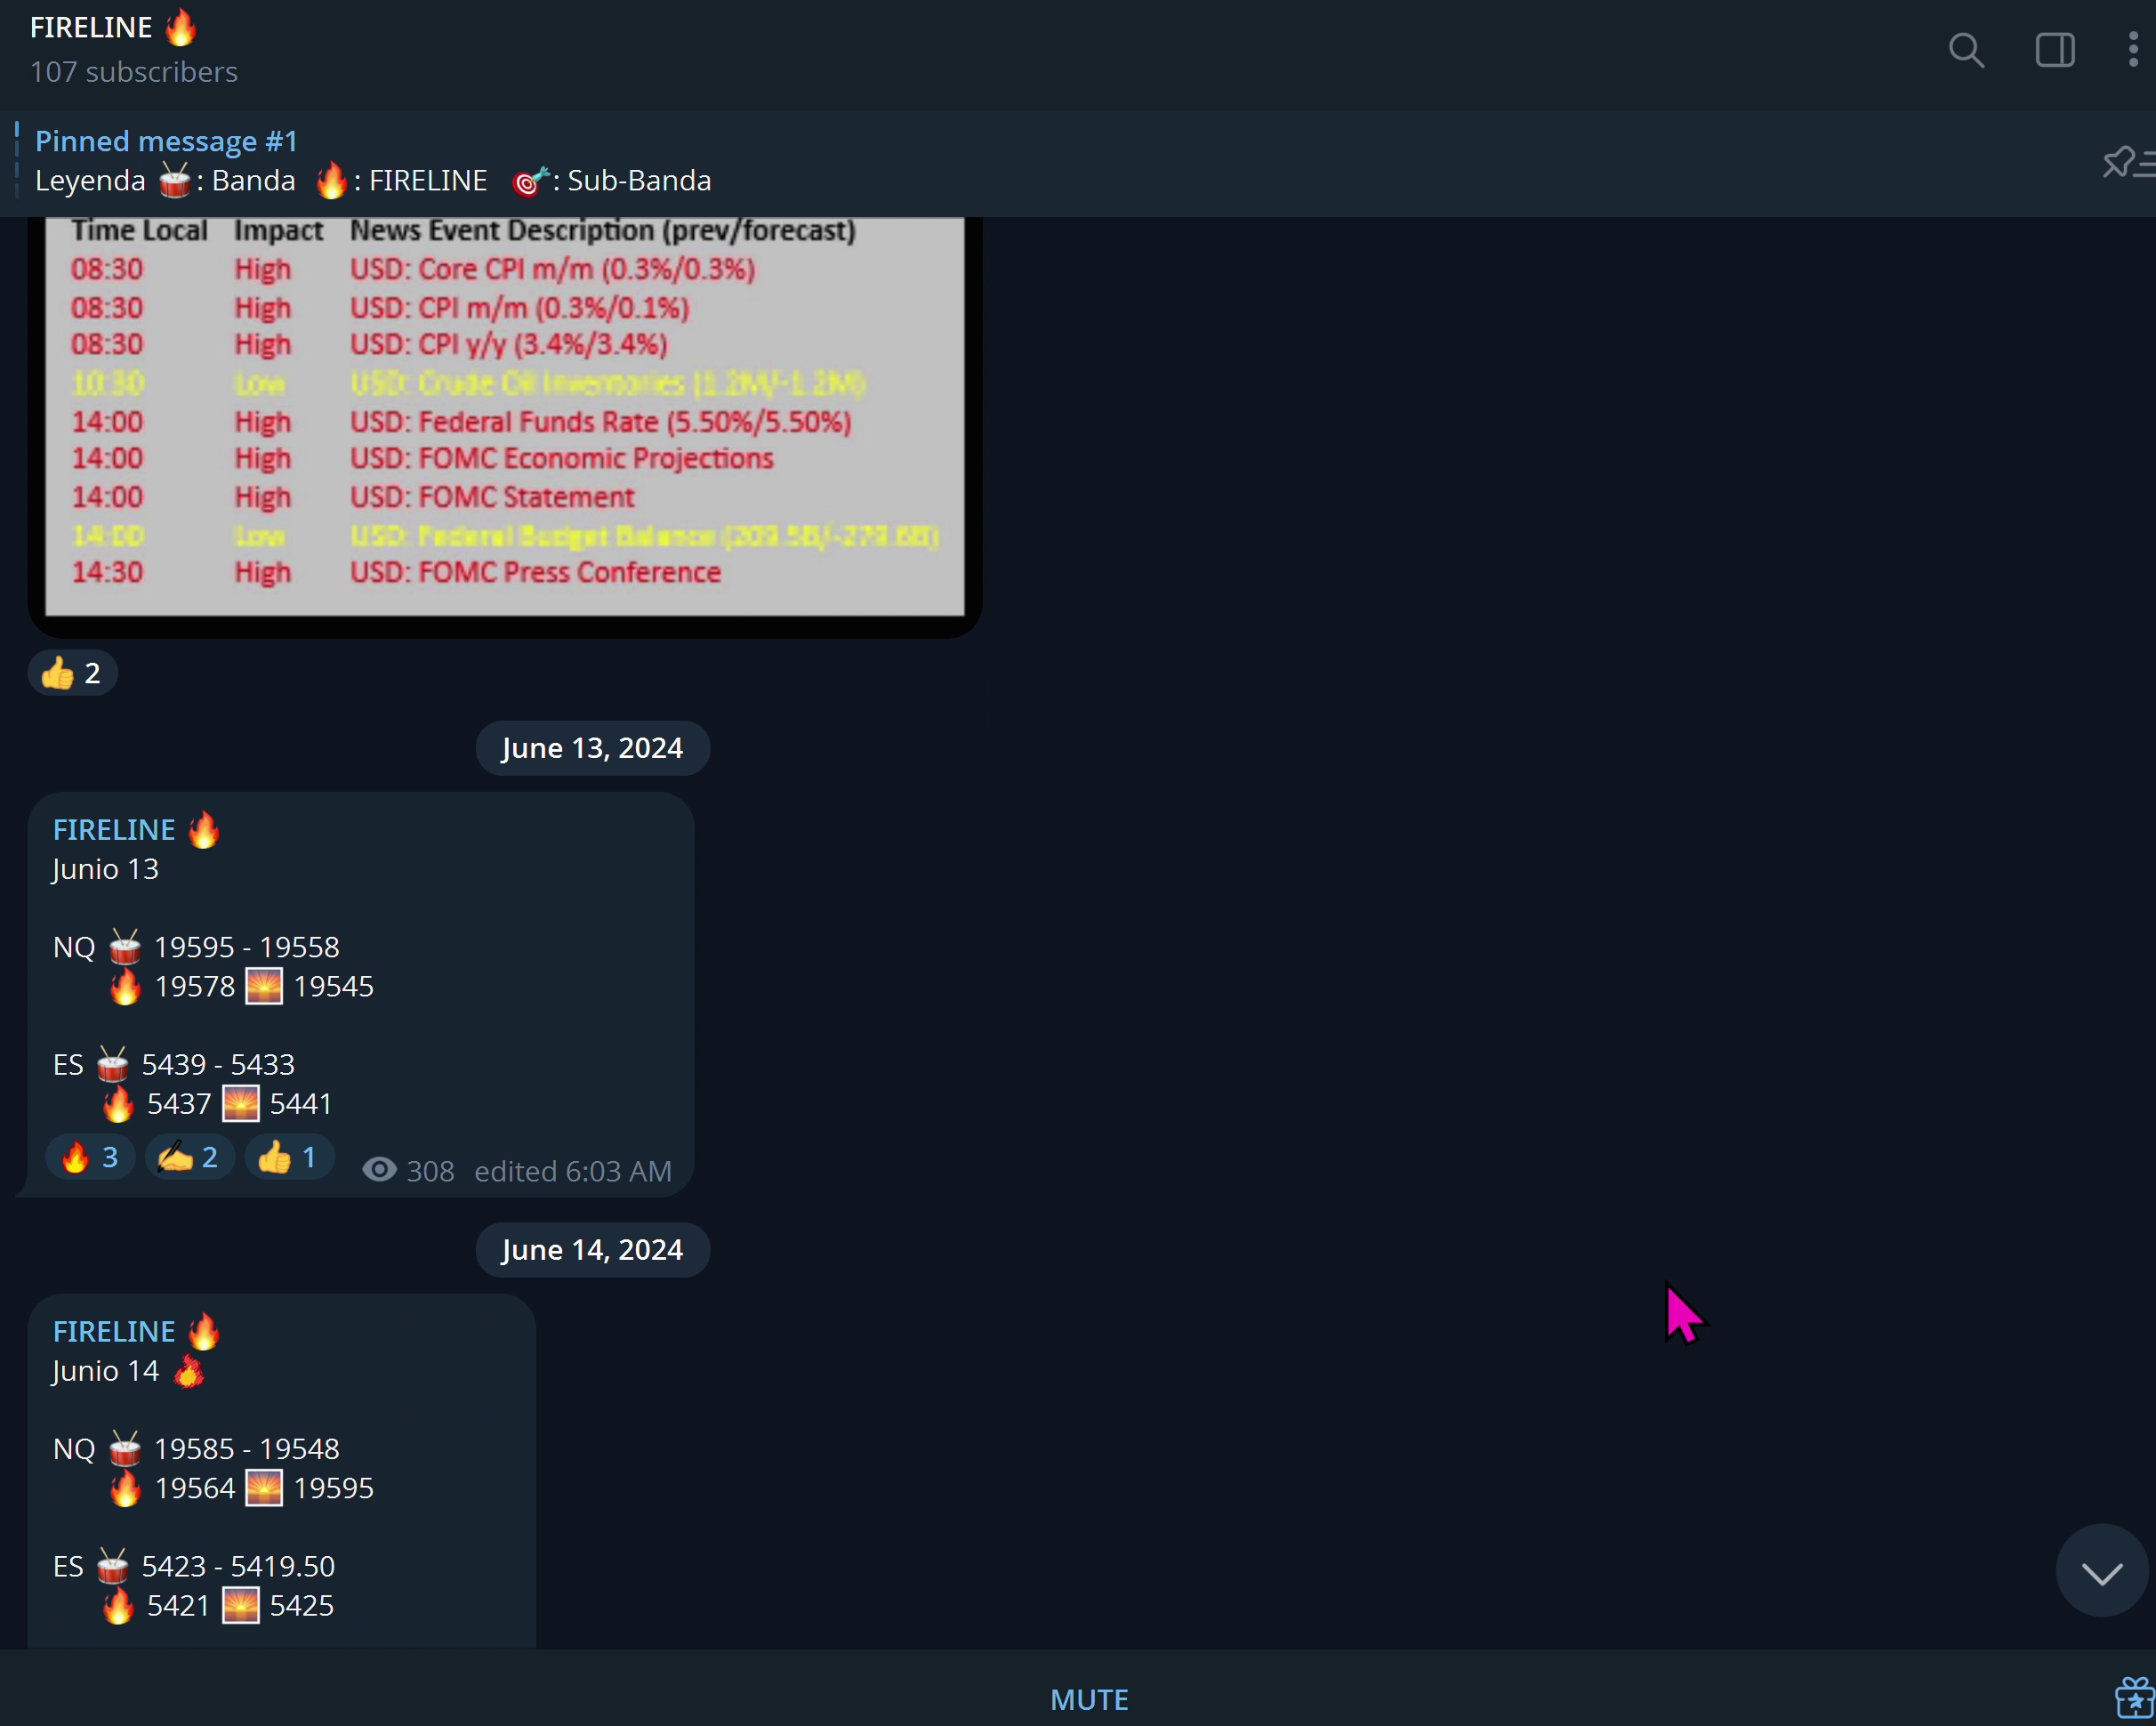 FIRELINE 🔥
107 subscribers
Pinned message #1
Leyenda 🥁: Banda 🔥: FIRELINE 🎯: Sub-Banda
Time Local Impact News Event Description (prev/forecast)
08:30 High USD: Core CPI m/m (0.3%/0.3%)
08:30 High USD: CPI m/m (0.3%/0.1%)
08:30 High USD: CPI y/y (3.4%/3.4%)
10:30 Low USD: Crude Oil Inventories (1.2M/-1.2M)
14:00 High USD: Federal Funds Rate (5.50%/5.50%)
14:00 High USD: FOMC Economic Projections
14:00 High USD: FOMC Statement
14:00 Low USD: Federal Budget Balance (209.5B/-279.6B)
14:30 High USD: FOMC Press Conference
👍 2
June 13, 2024
FIRELINE 🔥
Junio 13
NQ 🥁 19595 - 19558
🔥 19578 🌅 19545
ES 🥁 5439 - 5433
🔥 5437 🌅 5441
🔥 3 ✍️ 2 👍 1 308 edited 6:03 AM
June 14, 2024
FIRELINE 🔥
Junio 14
NQ 🥁 19585 - 19548
🔥 19564 🌅 19595
ES 🥁 5423 - 5419.50
🔥 5421 🌅 5425
MUTE